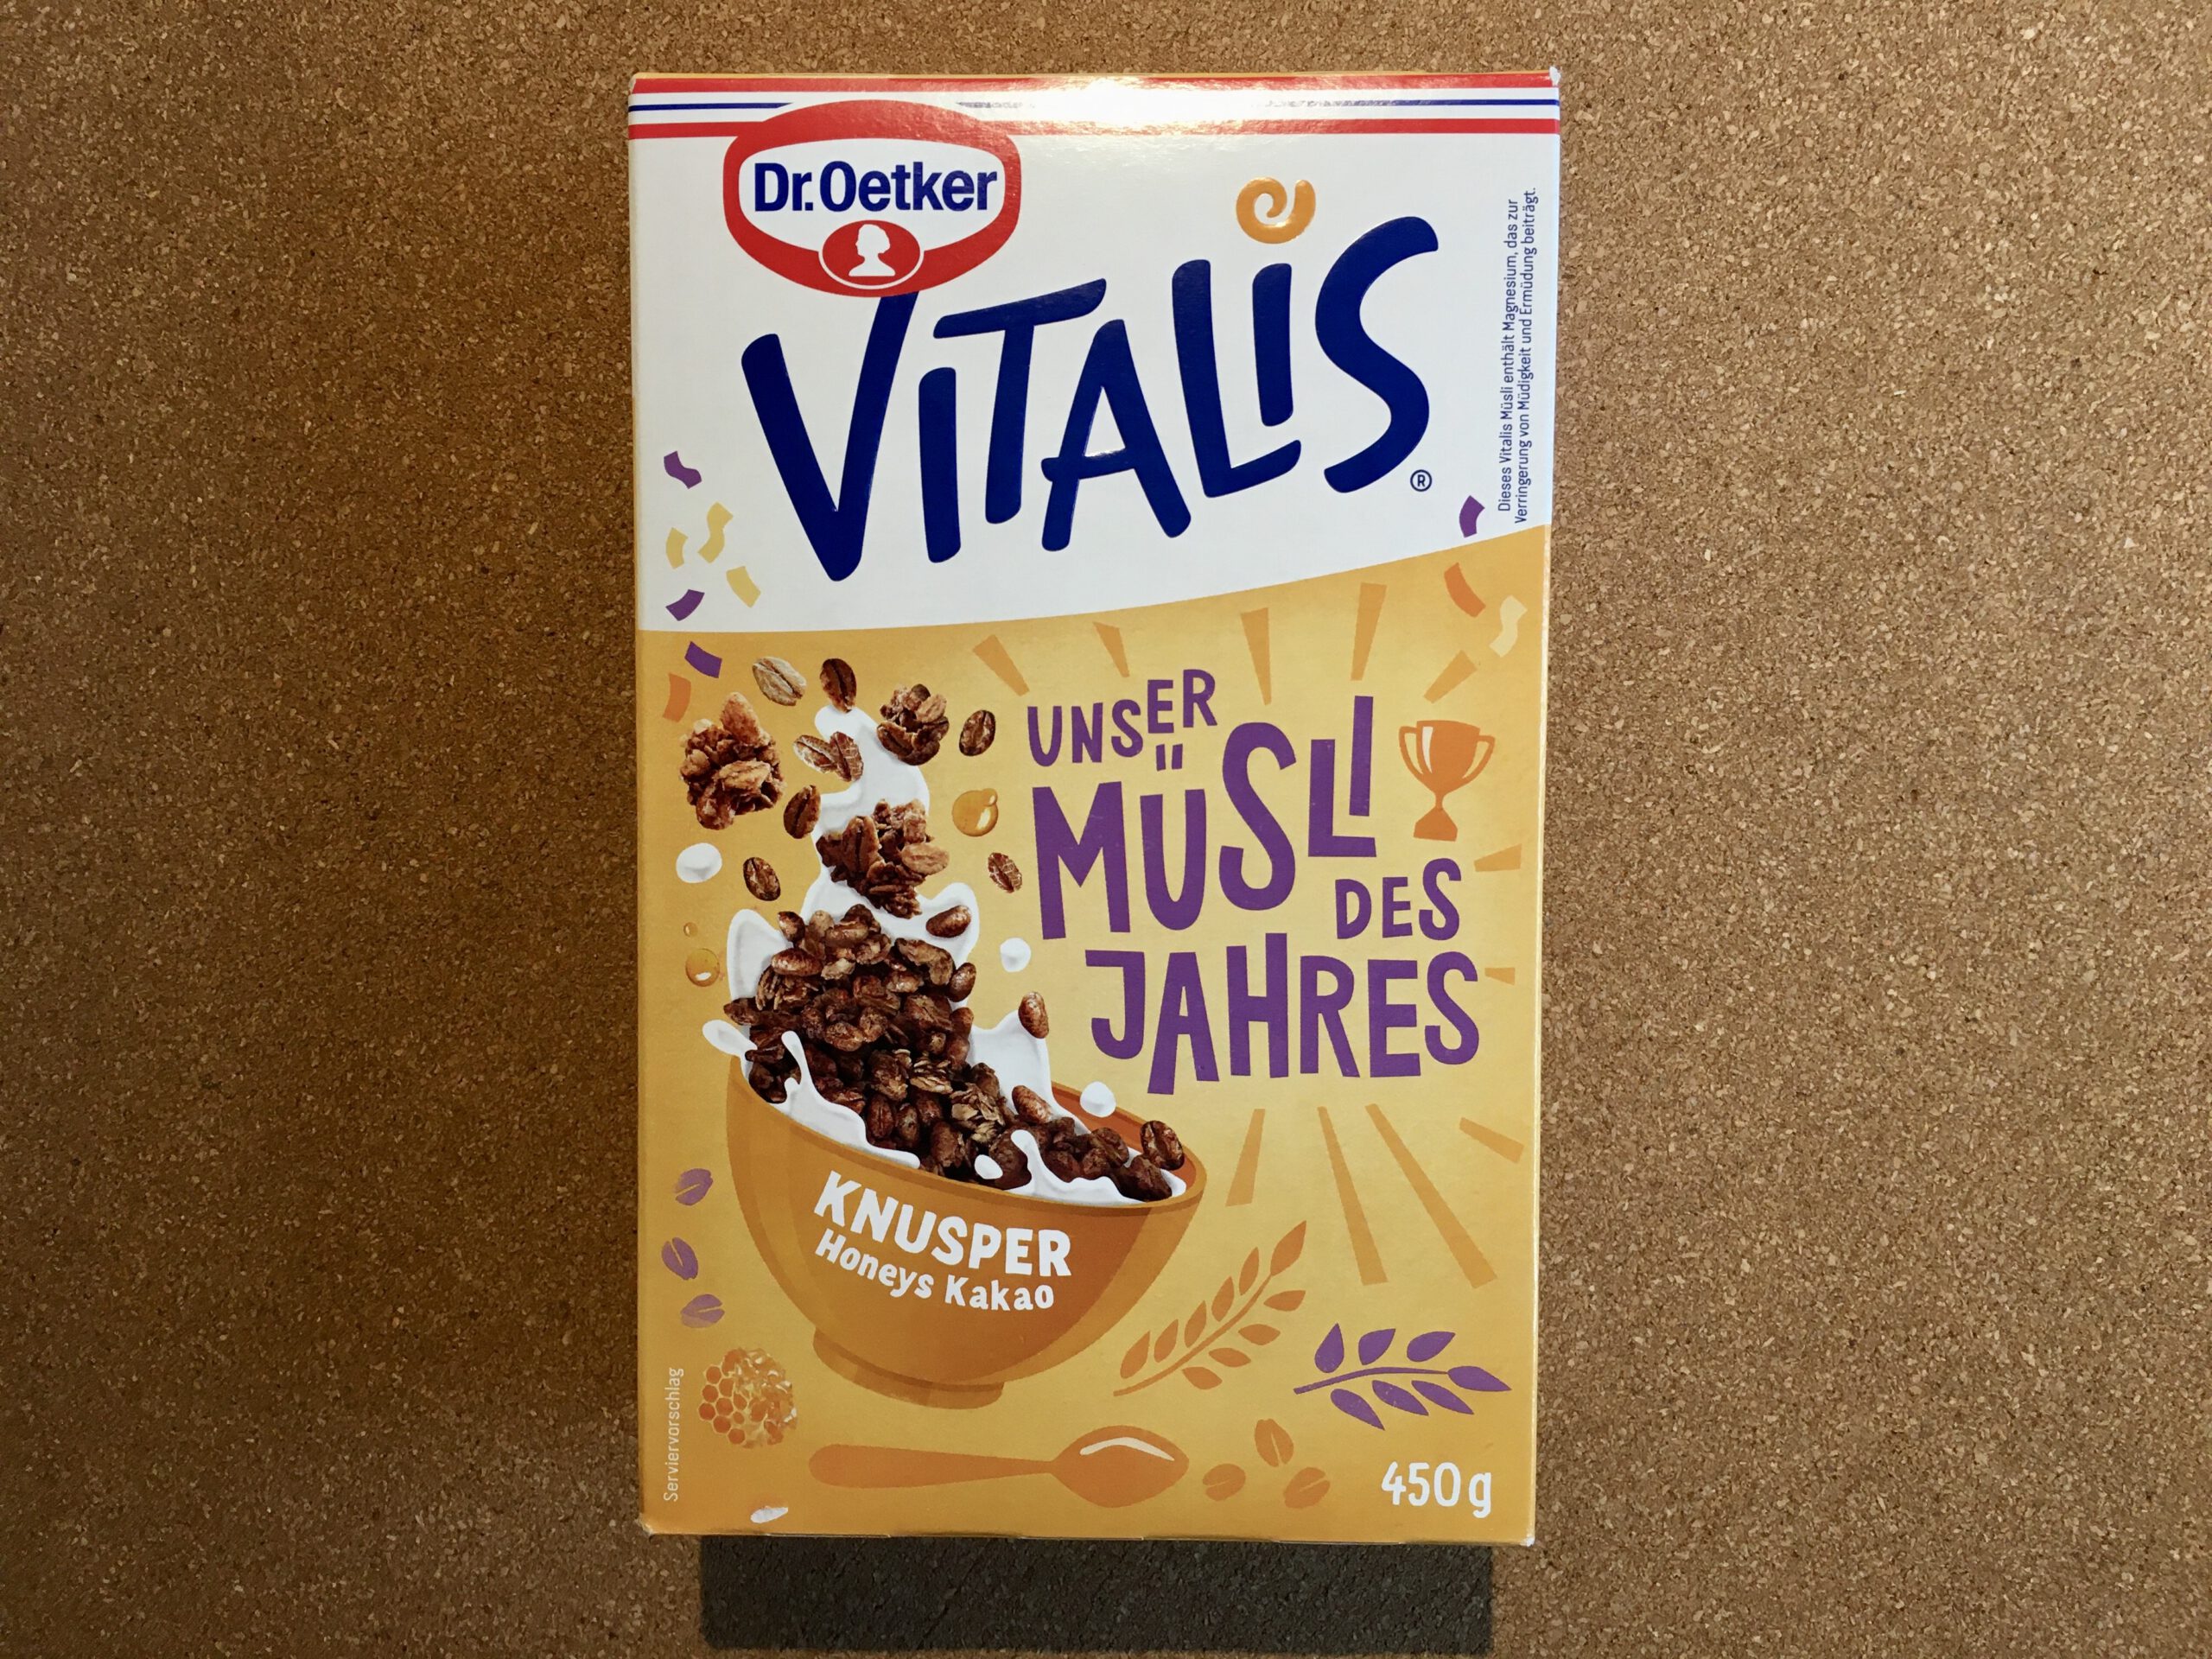 Dr.Oetker
VITALIS
®
Dieses Vitalis Müsli enthält Magnesium, das zur
Verringerung von Müdigkeit und Ermüdung beiträgt.
UNSER
MÜSLI
DES
JAHRES
KNUSPER
Honeys Kakao
Serviervorschlag
450g